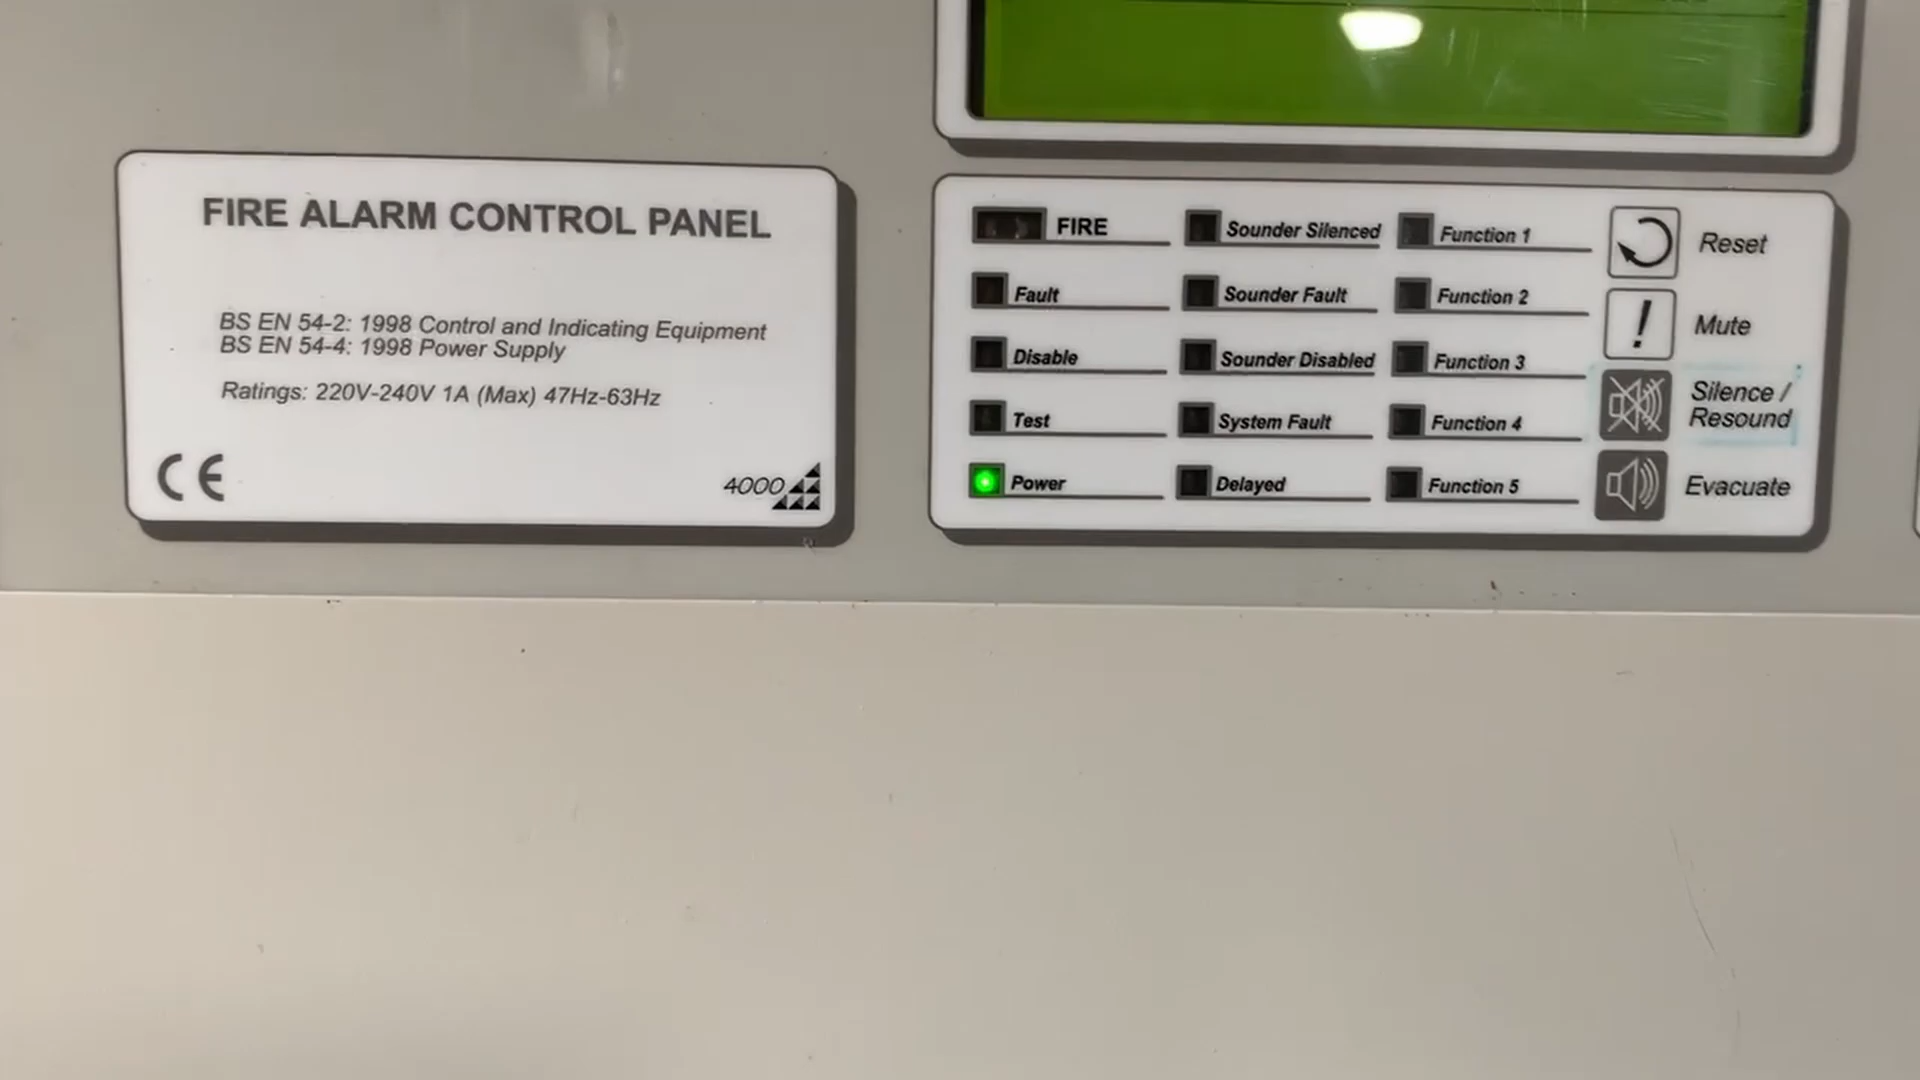 FIRE ALARM CONTROL PANEL
BS EN 54-2: 1998 Control and Indicating Equipment
BS EN 54-4: 1998 Power Supply
Ratings: 220V-240V 1A (Max) 47Hz-63Hz
CE
4000
FIRE
Fault
Disable
Test
Power
Sounder Silenced
Sounder Fault
Sounder Disabled
System Fault
Delayed
Function 1
Function 2
Function 3
Function 4
Function 5
Reset
! Mute
Silence /
Resound
Evacuate